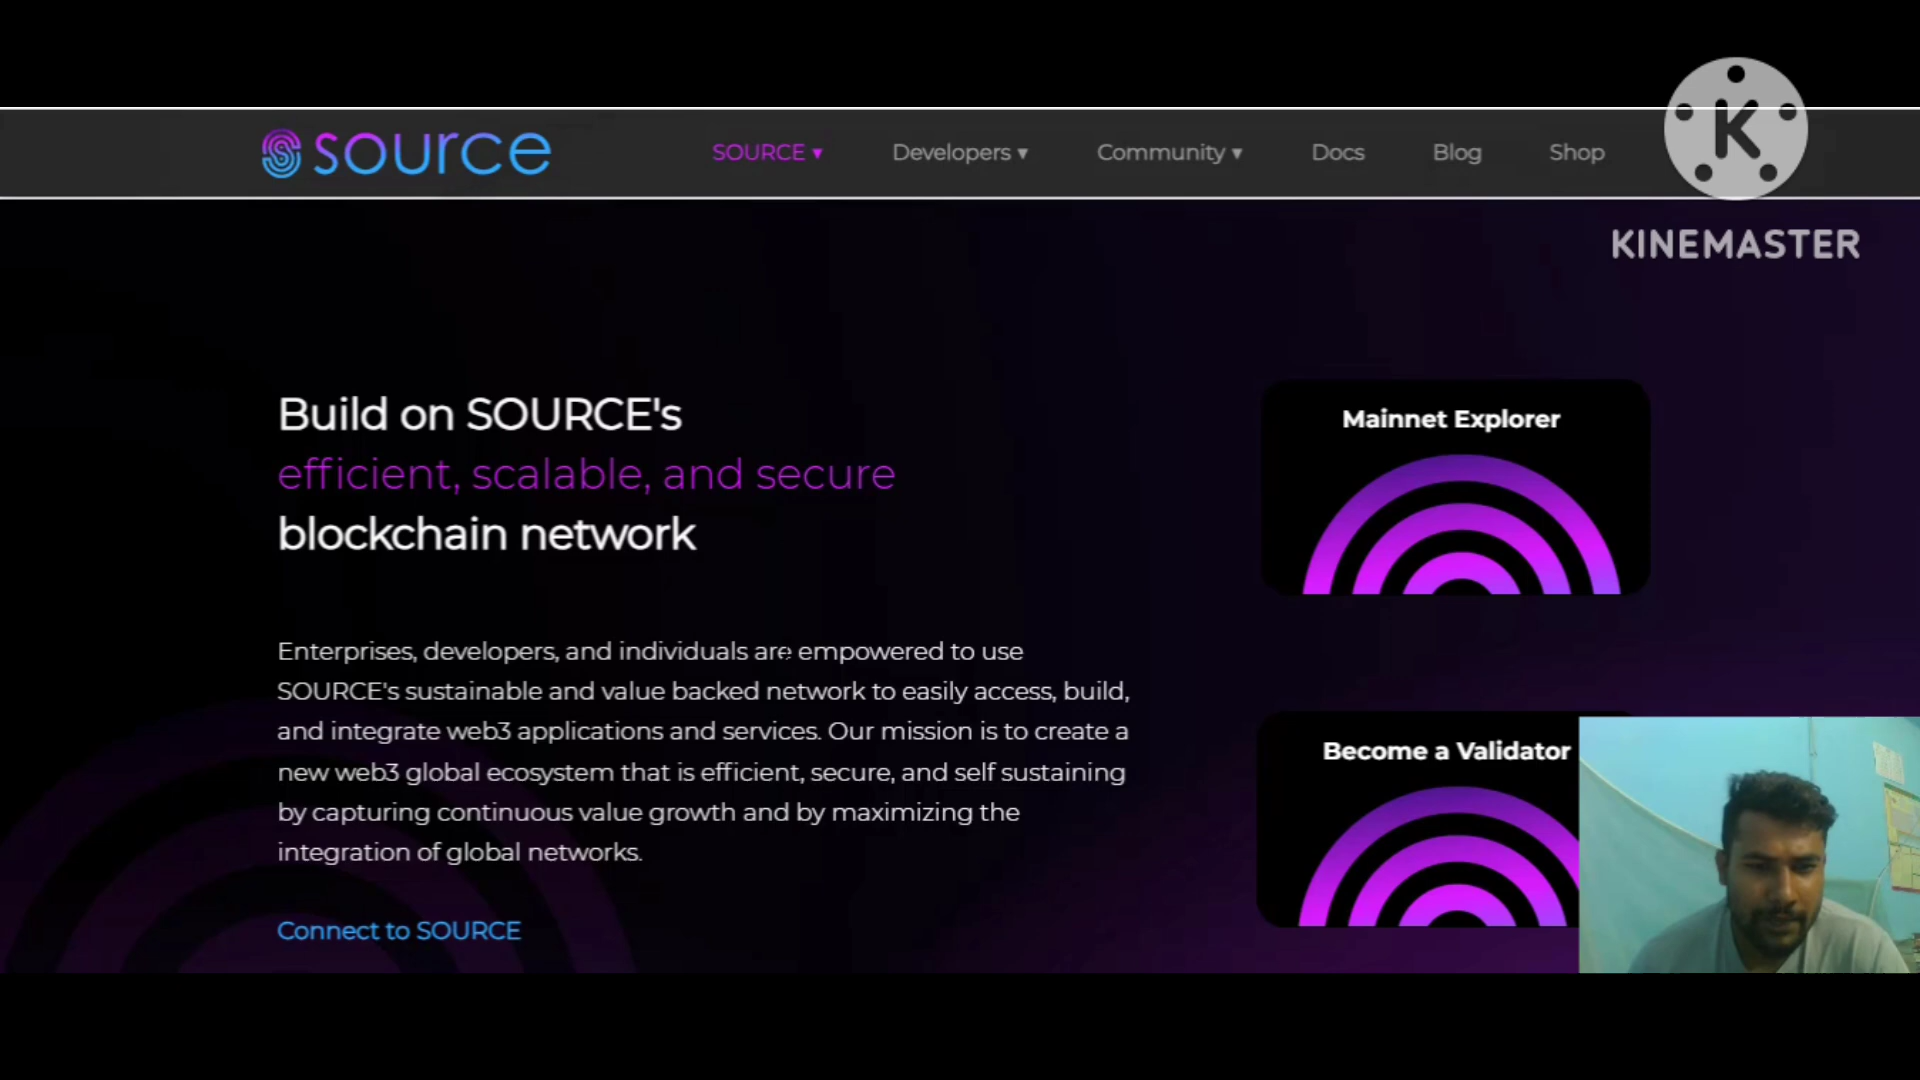 source
SOURCE ▾
Developers ▾
Community ▾
Docs
Blog
Shop
K
KINEMASTER
Build on SOURCE's
efficient, scalable, and secure
blockchain network
Enterprises, developers, and individuals are empowered to use
SOURCE's sustainable and value backed network to easily access, build,
and integrate web3 applications and services. Our mission is to create a
new web3 global ecosystem that is efficient, secure, and self sustaining
by capturing continuous value growth and by maximizing the
integration of global networks.
Connect to SOURCE
Mainnet Explorer
Become a Validator